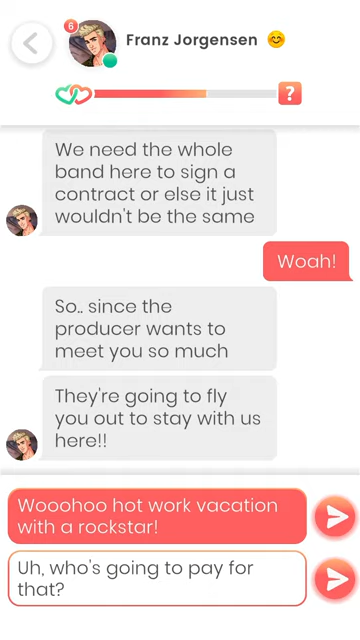 6
Franz Jorgensen 😊
?
We need the whole
band here to sign a
contract or else it just
wouldn't be the same
Woah!
So.. since the
producer wants to
meet you so much
They're going to fly
you out to stay with us
here!!
Wooohoo hot work vacation
with a rockstar!
Uh, who's going to pay for
that?